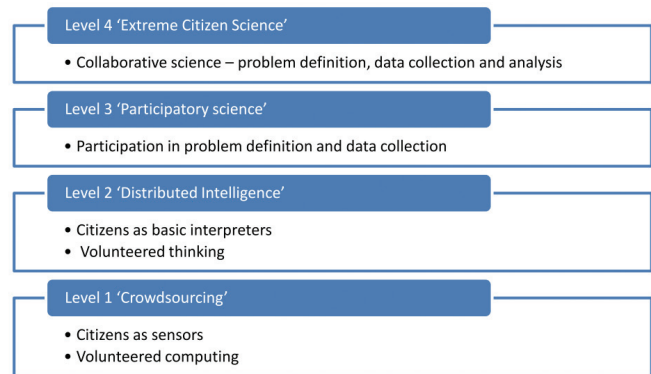 Level 4 ‘Extreme Citizen Science’
• Collaborative science – problem definition, data collection and analysis
Level 3 ‘Participatory science’
• Participation in problem definition and data collection
Level 2 ‘Distributed Intelligence’
• Citizens as basic interpreters
• Volunteered thinking
Level 1 ‘Crowdsourcing’
• Citizens as sensors
• Volunteered computing